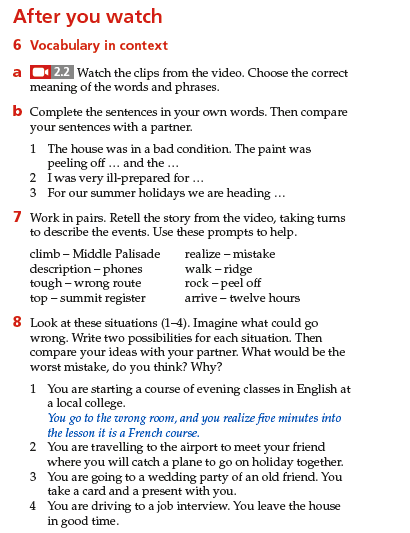 After you watch
6 Vocabulary in context
a 2.2 Watch the clips from the video. Choose the correct
meaning of the words and phrases.
b Complete the sentences in your own words. Then compare
your sentences with a partner.
1 The house was in a bad condition. The paint was
peeling off … and the …
2 I was very ill-prepared for …
3 For our summer holidays we are heading …
7 Work in pairs. Retell the story from the video, taking turns
to describe the events. Use these prompts to help.
climb – Middle Palisade realize – mistake
description – phones walk – ridge
tough – wrong route rock – peel off
top – summit register arrive – twelve hours
8 Look at these situations (1–4). Imagine what could go
wrong. Write two possibilities for each situation. Then
compare your ideas with your partner. What would be the
worst mistake, do you think? Why?
1 You are starting a course of evening classes in English at
a local college.
You go to the wrong room, and you realize five minutes into
the lesson it is a French course.
2 You are travelling to the airport to meet your friend
where you will catch a plane to go on holiday together.
3 You are going to a wedding party of an old friend. You
take a card and a present with you.
4 You are driving to a job interview. You leave the house
in good time.